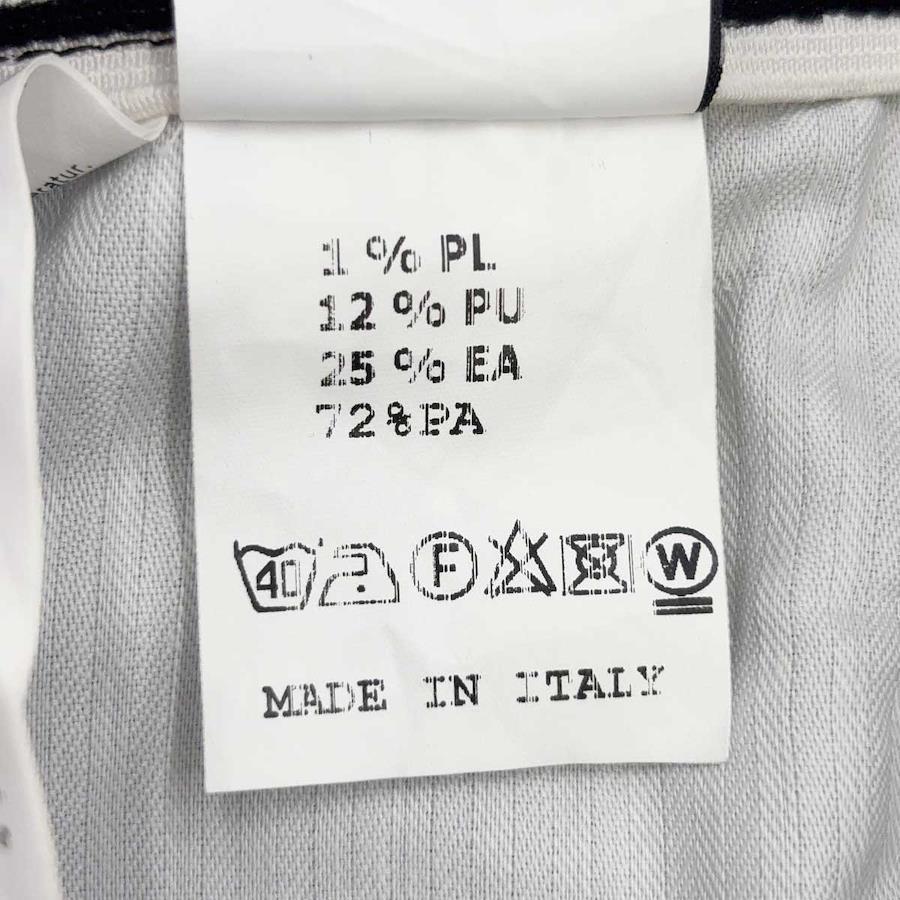 1 % PL
12 % PU
25 % EA
72%PA
40 F W
MADE IN ITALY